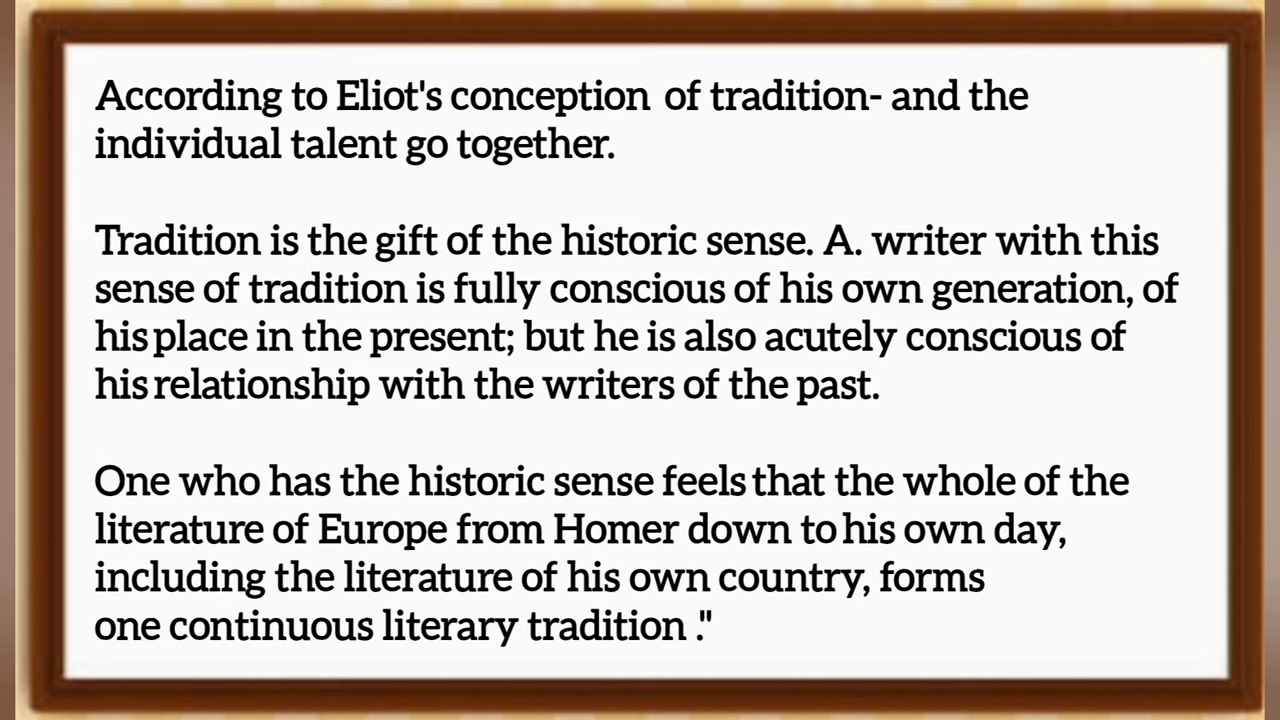 According to Eliot's conception of tradition- and the
individual talent go together.
Tradition is the gift of the historic sense. A. writer with this
sense of tradition is fully conscious of his own generation, of
his place in the present; but he is also acutely conscious of
his relationship with the writers of the past.
One who has the historic sense feels that the whole of the
literature of Europe from Homer down to his own day,
including the literature of his own country, forms
one continuous literary tradition ."